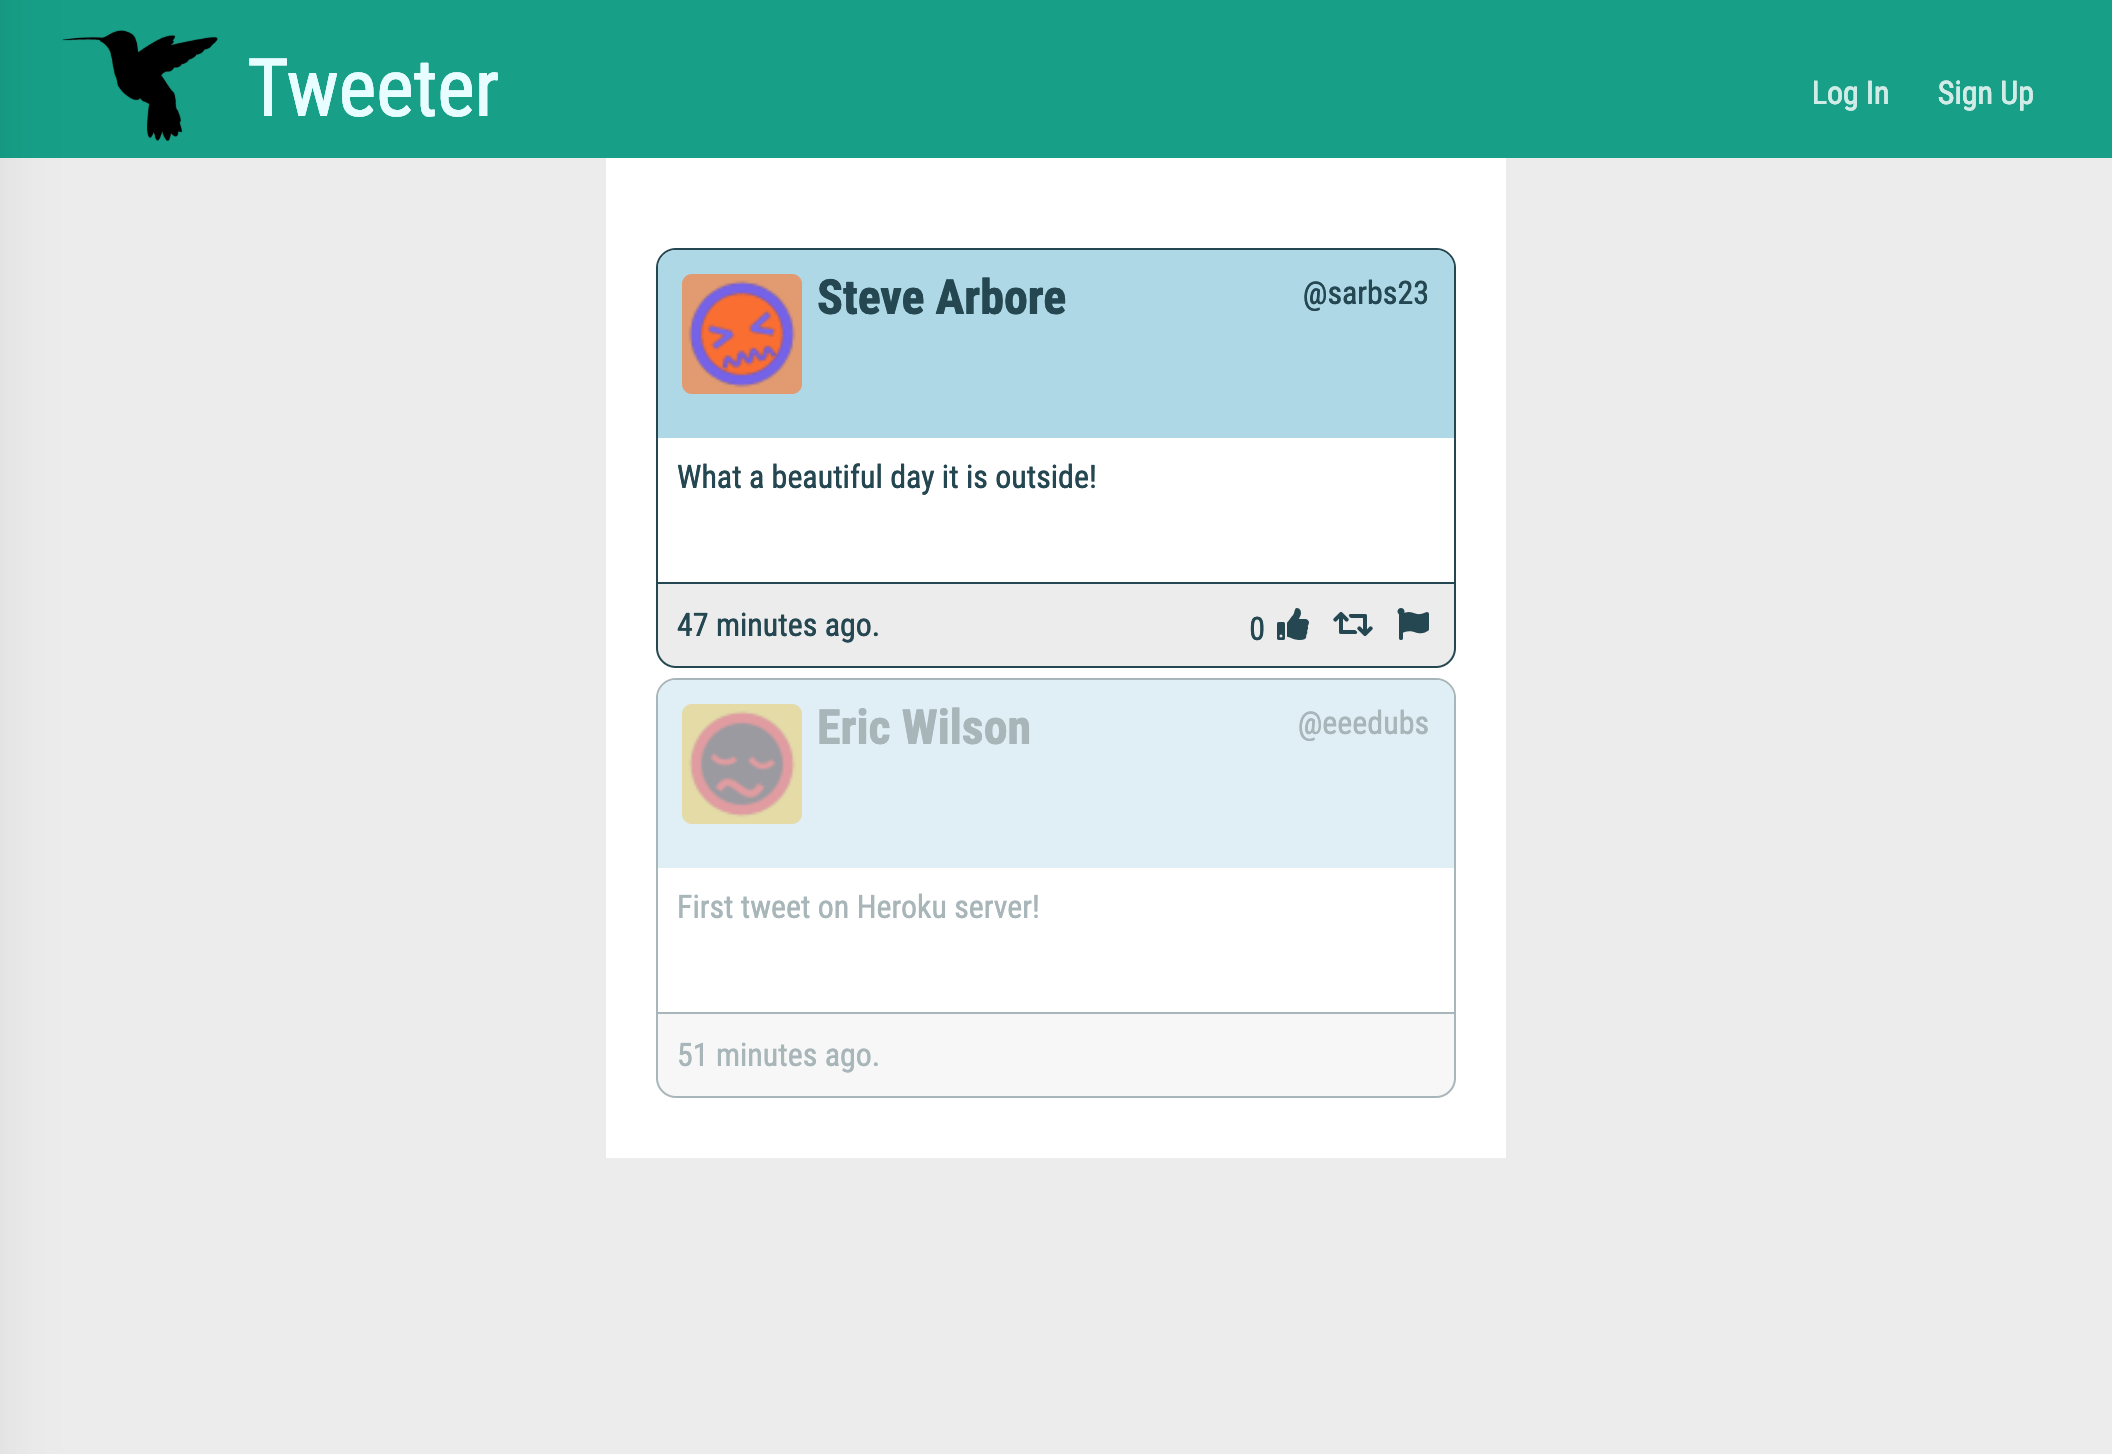 Tweeter
Log In Sign Up
Steve Arbore @sarbs23
What a beautiful day it is outside!
47 minutes ago. 0
Eric Wilson @eeedubs
First tweet on Heroku server!
51 minutes ago.